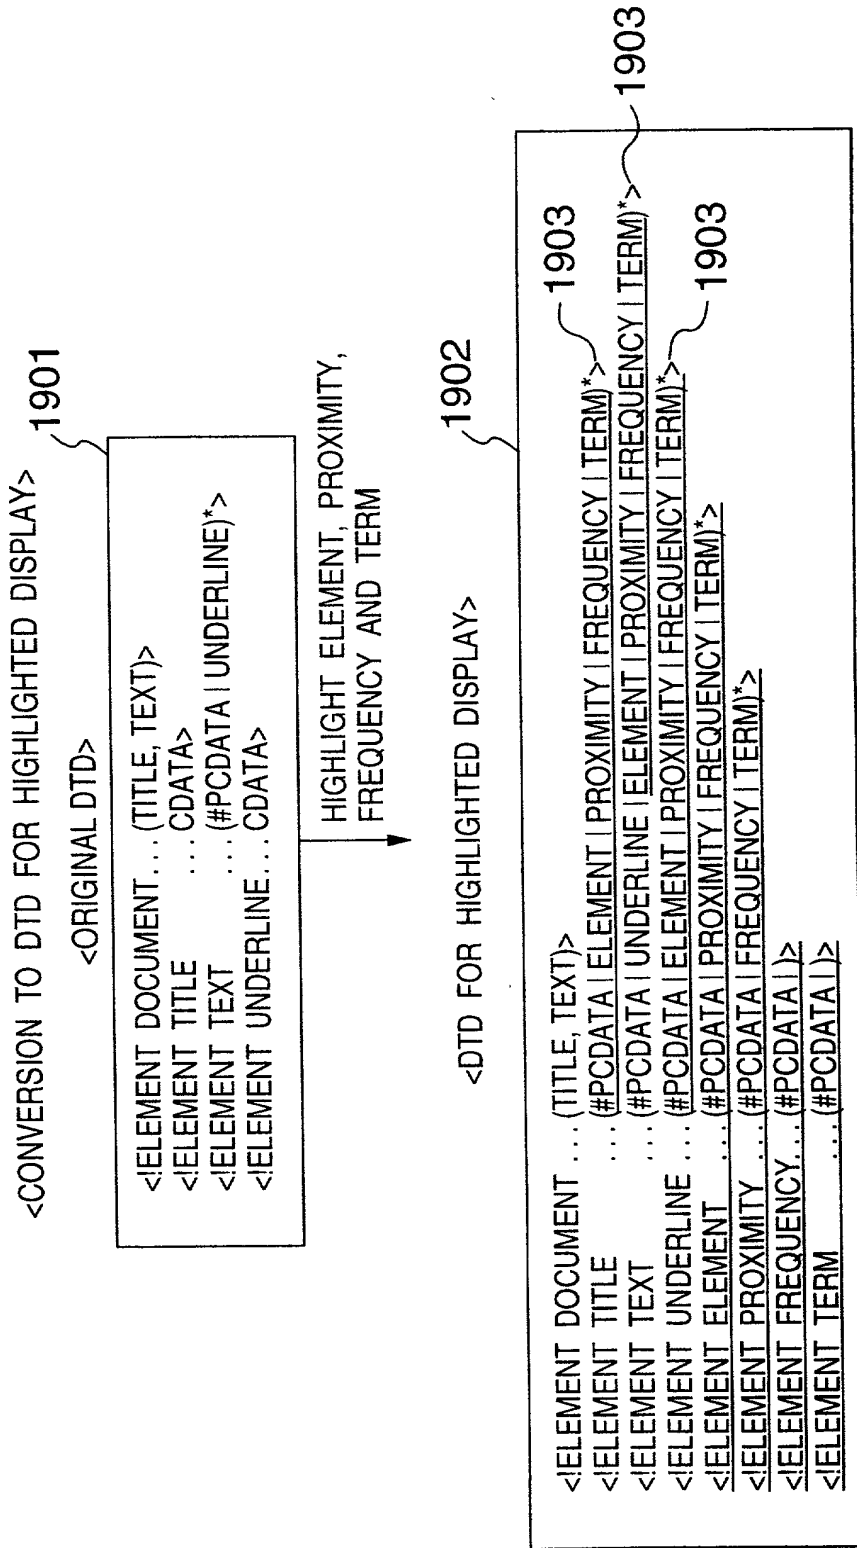 <CONVERSION TO DTD FOR HIGHLIGHTED DISPLAY>
<ORIGINAL DTD>
1901
<!ELEMENT DOCUMENT...(TITLE, TEXT)>
<!ELEMENT TITLE ...CDATA>
<!ELEMENT TEXT ...(#PCDATA | UNDERLINE)*>
<!ELEMENT UNDERLINE...CDATA>
HIGHLIGHT ELEMENT, PROXIMITY,
FREQUENCY AND TERM
<DTD FOR HIGHLIGHTED DISPLAY>
1902
<!ELEMENT DOCUMENT ...(TITLE, TEXT)>
<!ELEMENT TITLE ...(#PCDATA | ELEMENT | PROXIMITY | FREQUENCY | TERM)*> 1903
<!ELEMENT TEXT ...(#PCDATA | UNDERLINE | ELEMENT | PROXIMITY | FREQUENCY | TERM)*> 1903
<!ELEMENT UNDERLINE ...(#PCDATA | ELEMENT | PROXIMITY | FREQUENCY | TERM)*> 1903
<!ELEMENT ELEMENT ...(#PCDATA | PROXIMITY | FREQUENCY | TERM)*>
<!ELEMENT PROXIMITY ...(#PCDATA | FREQUENCY | TERM)*>
<!ELEMENT FREQUENCY...(#PCDATA | )>
<!ELEMENT TERM ...(#PCDATA | )>